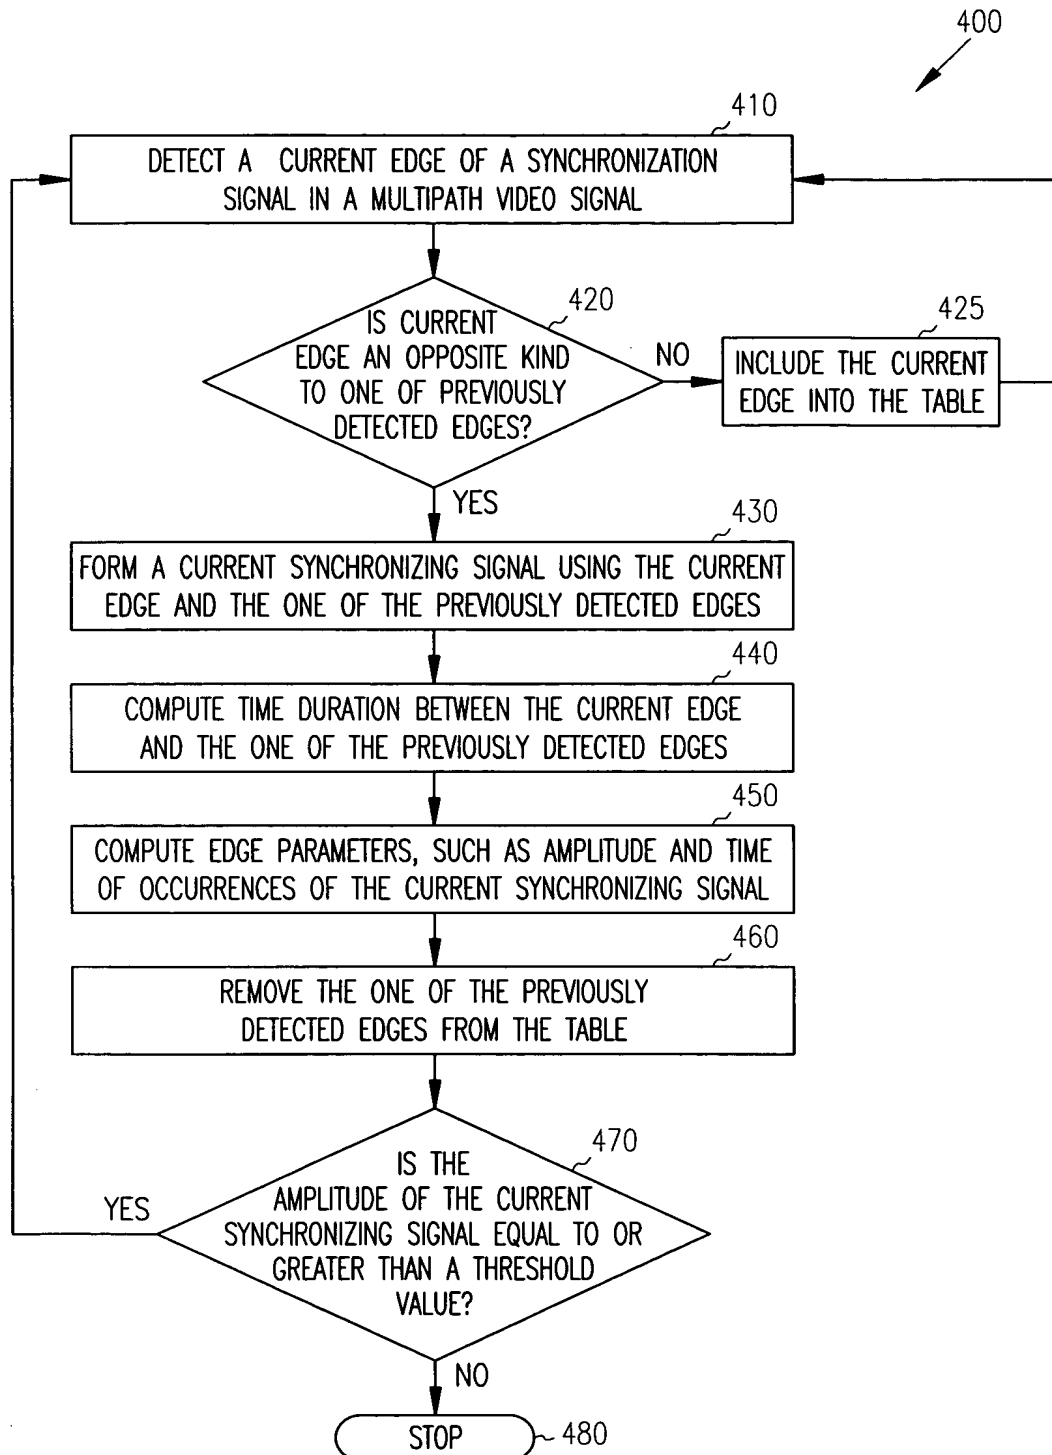 400
410
DETECT A CURRENT EDGE OF A SYNCHRONIZATION
SIGNAL IN A MULTIPATH VIDEO SIGNAL
420
IS CURRENT
EDGE AN OPPOSITE KIND
TO ONE OF PREVIOUSLY
DETECTED EDGES?
NO
425
INCLUDE THE CURRENT
EDGE INTO THE TABLE
YES
430
FORM A CURRENT SYNCHRONIZING SIGNAL USING THE CURRENT
EDGE AND THE ONE OF THE PREVIOUSLY DETECTED EDGES
440
COMPUTE TIME DURATION BETWEEN THE CURRENT EDGE
AND THE ONE OF THE PREVIOUSLY DETECTED EDGES
450
COMPUTE EDGE PARAMETERS, SUCH AS AMPLITUDE AND TIME
OF OCCURRENCES OF THE CURRENT SYNCHRONIZING SIGNAL
460
REMOVE THE ONE OF THE PREVIOUSLY
DETECTED EDGES FROM THE TABLE
470
IS THE
AMPLITUDE OF THE CURRENT
SYNCHRONIZING SIGNAL EQUAL TO OR
GREATER THAN A THRESHOLD
VALUE?
YES
NO
STOP
480